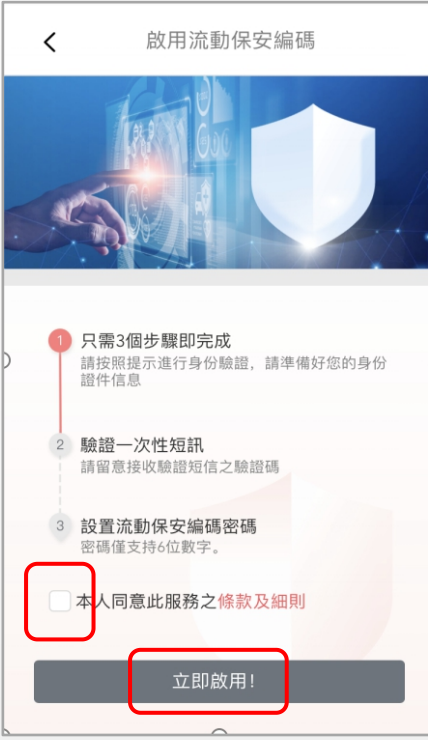 啟用流動保安編碼
1 只需3個步驟即完成
請按照提示進行身份驗證，請準備好您的身份
證件信息
2 驗證一次性短訊
請留意接收驗證短信之驗證碼
3 設置流動保安編碼密碼
密碼僅支持6位數字。
本人同意此服務之條款及細則
立即啟用！